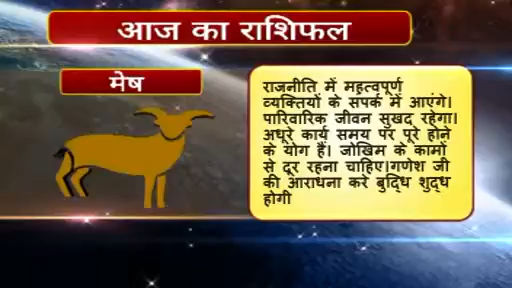 आज का राशिफल
मेष
राजनीति में महत्वपूर्ण
व्यक्तियों के सपर्क में आएंगे।
पारिवारिक जीवन सुखद रहेगा।
अधूरे कार्य समय पर पूरे होने
के योग हैं। जोखिम के कामों
से दूर रहना चाहिए।गणेश जी
की आराधना करे बुद्धि शुद्ध
होगी